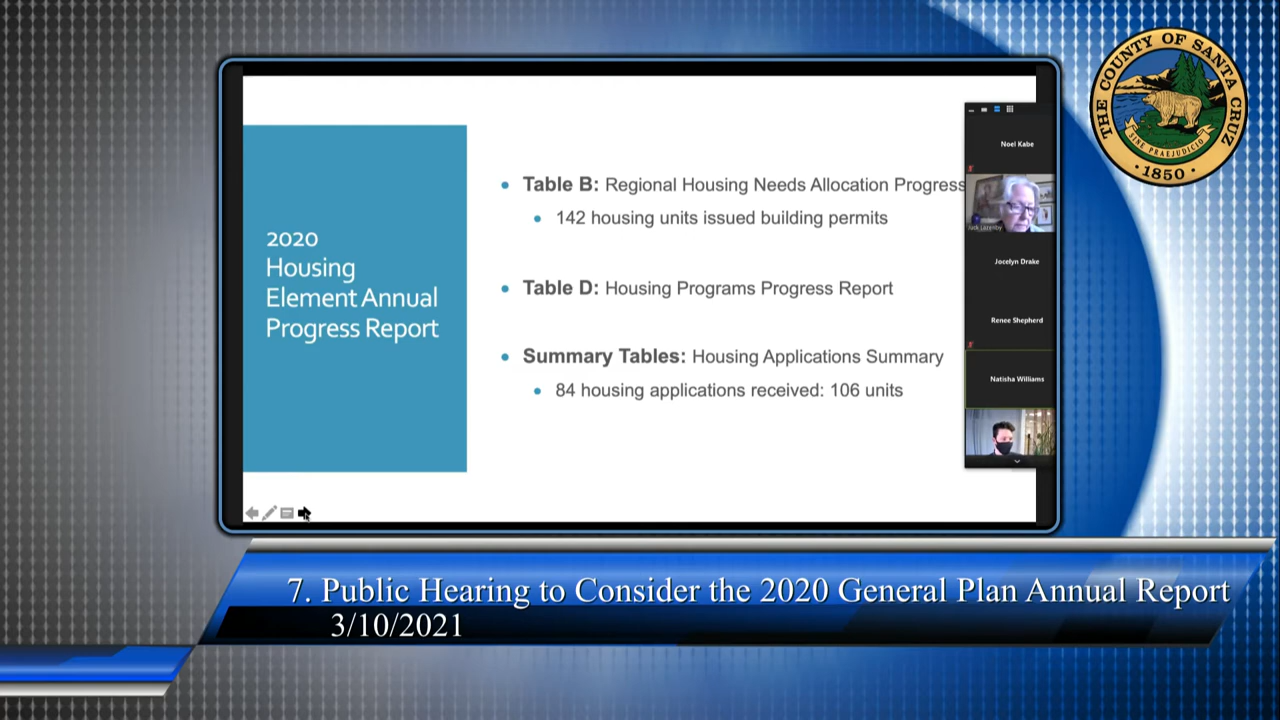 THE COUNTY OF SANTA CRUZ
SINE PRAEJUDICIO
• 1850 •
2020
Housing
Element Annual
Progress Report
• Table B: Regional Housing Needs Allocation Progress
• 142 housing units issued building permits
• Table D: Housing Programs Progress Report
• Summary Tables: Housing Applications Summary
• 84 housing applications received: 106 units
Noel Kabe
Jocelyn Drake
Renee Shepherd
Natisha Williams
7. Public Hearing to Consider the 2020 General Plan Annual Report
3/10/2021